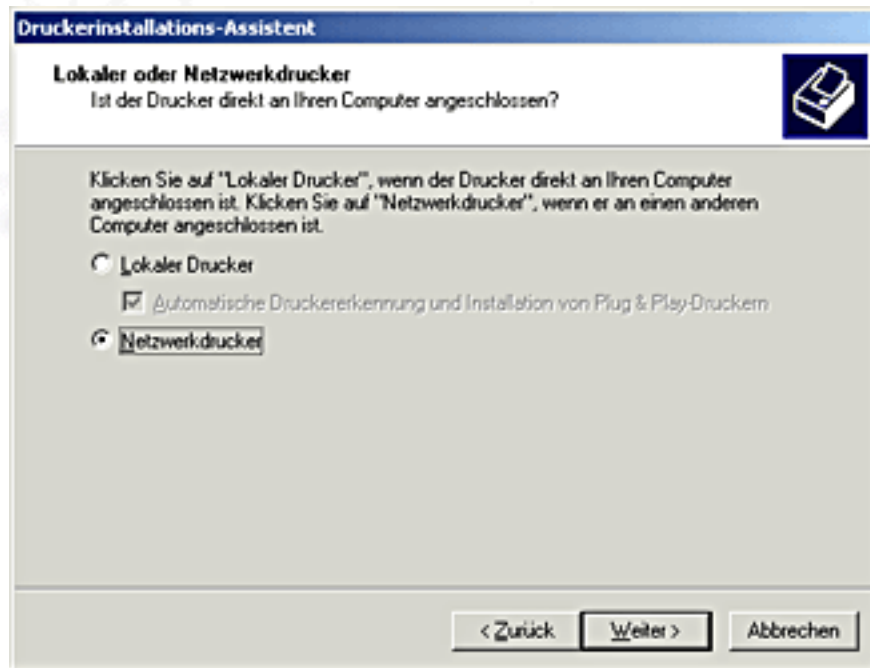 Druckerinstallations-Assistent
Lokaler oder Netzwerkdrucker
Ist der Drucker direkt an Ihren Computer angeschlossen?
Klicken Sie auf "Lokaler Drucker", wenn der Drucker direkt an Ihren Computer
angeschlossen ist. Klicken Sie auf "Netzwerkdrucker", wenn er an einen anderen
Computer angeschlossen ist.
Lokaler Drucker
Automatische Druckererkennung und Installation von Plug & Play-Druckern
Netzwerkdrucker
< Zurück Weiter > Abbrechen